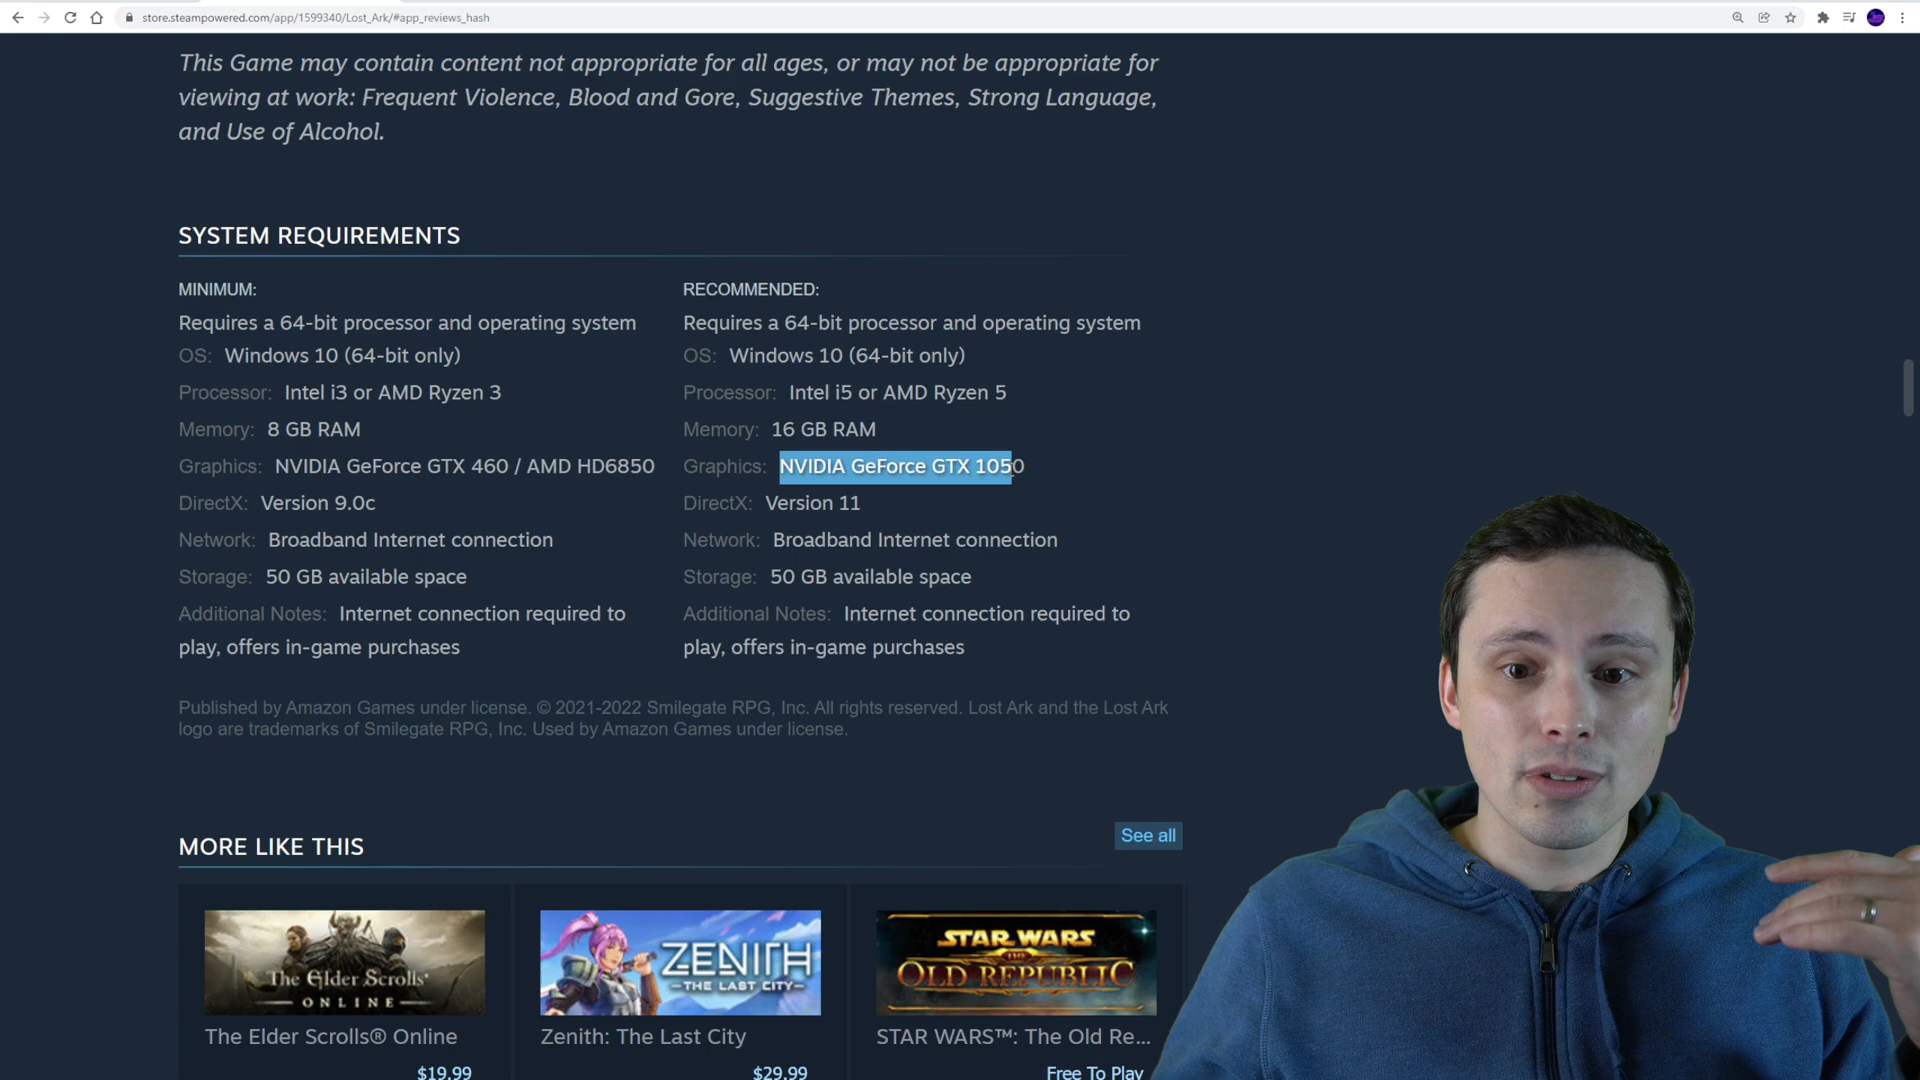 store.steampowered.com/app/1599340/Lost_Ark/#app_reviews_hash
This Game may contain content not appropriate for all ages, or may not be appropriate for
viewing at work: Frequent Violence, Blood and Gore, Suggestive Themes, Strong Language,
and Use of Alcohol.
SYSTEM REQUIREMENTS
MINIMUM:
Requires a 64-bit processor and operating system
OS: Windows 10 (64-bit only)
Processor: Intel i3 or AMD Ryzen 3
Memory: 8 GB RAM
Graphics: NVIDIA GeForce GTX 460 / AMD HD6850
DirectX: Version 9.0c
Network: Broadband Internet connection
Storage: 50 GB available space
Additional Notes: Internet connection required to
play, offers in-game purchases
RECOMMENDED:
Requires a 64-bit processor and operating system
OS: Windows 10 (64-bit only)
Processor: Intel i5 or AMD Ryzen 5
Memory: 16 GB RAM
Graphics: NVIDIA GeForce GTX 1050
DirectX: Version 11
Network: Broadband Internet connection
Storage: 50 GB available space
Additional Notes: Internet connection required to
play, offers in-game purchases
Published by Amazon Games under license. © 2021-2022 Smilegate RPG, Inc. All rights reserved. Lost Ark and the Lost Ark
logo are trademarks of Smilegate RPG, Inc. Used by Amazon Games under license.
MORE LIKE THIS
See all
The Elder Scrolls
ONLINE
The Elder Scrolls® Online
$19.99
ZENITH
-THE LAST CITY-
Zenith: The Last City
$29.99
STAR WARS
THE
OLD REPUBLIC
STAR WARS™: The Old Re...
Free To Play